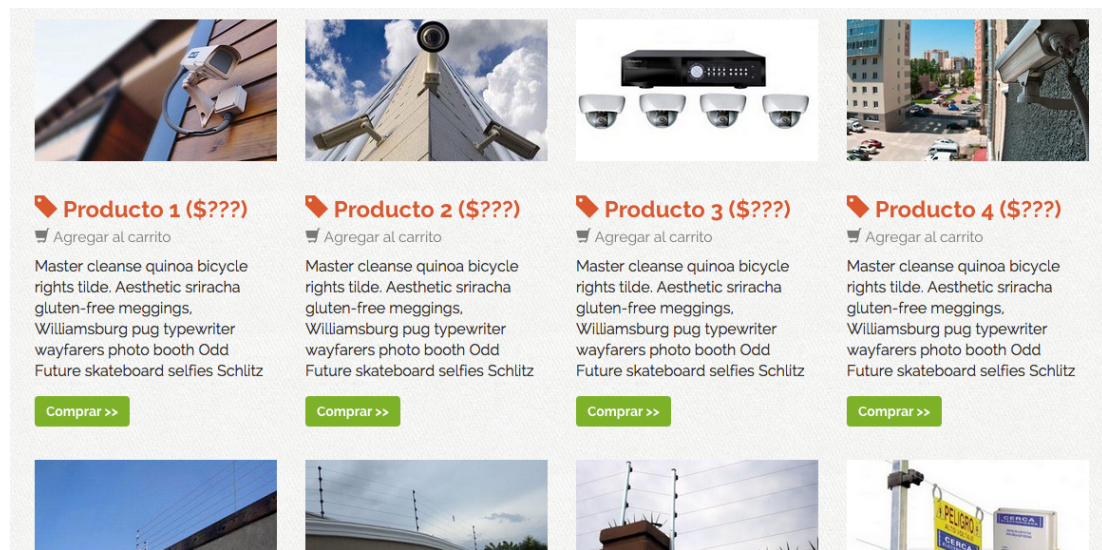 Producto 1 ($???)
Agregar al carrito
Master cleanse quinoa bicycle
rights tilde. Aesthetic sriracha
gluten-free meggings,
Williamsburg pug typewriter
wayfarers photo booth Odd
Future skateboard selfies Schlitz
Comprar >>
Producto 2 ($???)
Agregar al carrito
Master cleanse quinoa bicycle
rights tilde. Aesthetic sriracha
gluten-free meggings,
Williamsburg pug typewriter
wayfarers photo booth Odd
Future skateboard selfies Schlitz
Comprar >>
Producto 3 ($???)
Agregar al carrito
Master cleanse quinoa bicycle
rights tilde. Aesthetic sriracha
gluten-free meggings,
Williamsburg pug typewriter
wayfarers photo booth Odd
Future skateboard selfies Schlitz
Comprar >>
Producto 4 ($???)
Agregar al carrito
Master cleanse quinoa bicycle
rights tilde. Aesthetic sriracha
gluten-free meggings,
Williamsburg pug typewriter
wayfarers photo booth Odd
Future skateboard selfies Schlitz
Comprar >>
PELIGRO
CERCA
CERCA